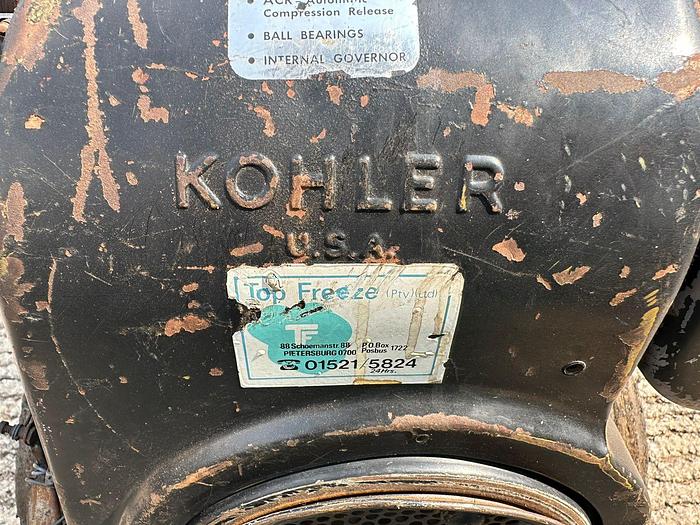 • ACR Automatic
Compression Release
• BALL BEARINGS
• INTERNAL GOVERNOR
KOHLER
U.S.A.
Top Freeze (Pty) (Ltd)
TF
88 Schoemanstr. 88 P.O. Box 1722
PIETERSBURG 0700 Posbus
☎ 01521/5824
24Hrs.